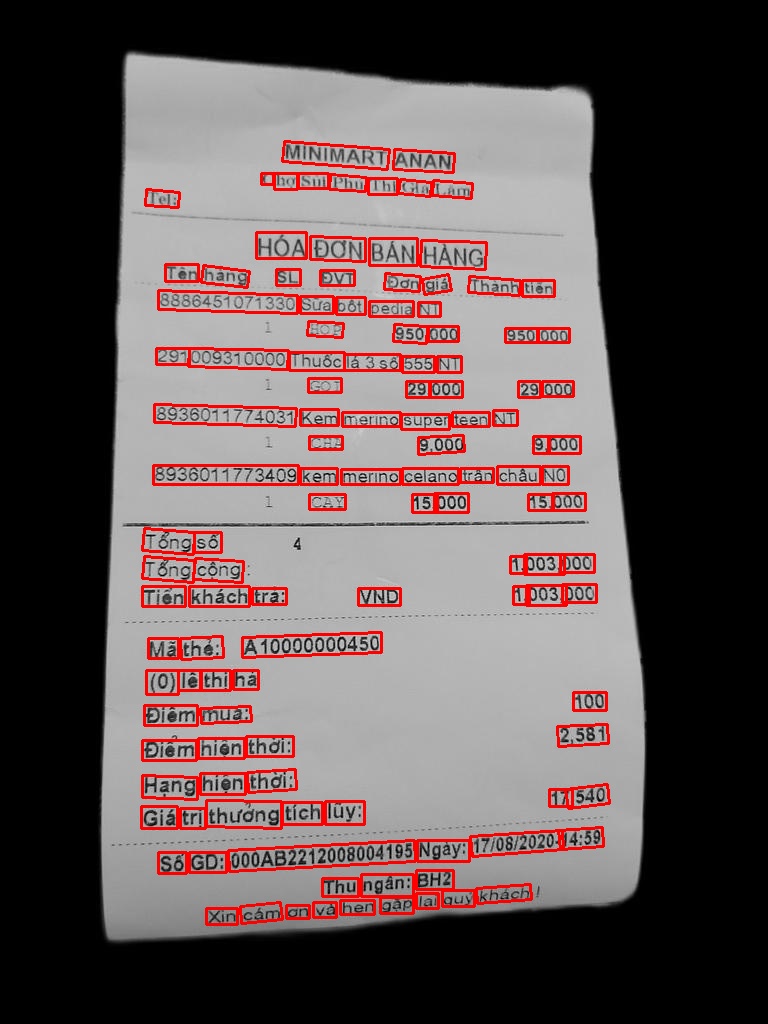 MINIMART ANAN
Chợ Sủi Phú Thị Gia Lâm
Tel:
HÓA ĐƠN BÁN HÀNG
Tên hàng SL ĐVT Đơn giá Thành tiền
8886451071330 Sữa bột pedia NT
1 HOP 950,000 950,000
291009310000 Thuốc lá 3 số 555 NT
1 GOI 29,000 29,000
8936011774031 Kem merino super teen NT
1 CHA 9,000 9,000
8936011773409 kem merino celano trân châu N0
1 CAY 15,000 15,000
Tổng số 4
Tổng cộng : 1,003,000
Tiền khách trả: VND 1,003,000
Mã thẻ: A10000000450
(0) lê thị hà
Điểm mua: 100
Điểm hiện thời: 2,581
Hạng hiện thời:
Giá trị thưởng tích lũy: 17,540
Số GD: 000AB2212008004195 Ngày: 17/08/2020-14:59
Thu ngân: BH2
Xin cảm ơn và hẹn gặp lại quý khách !